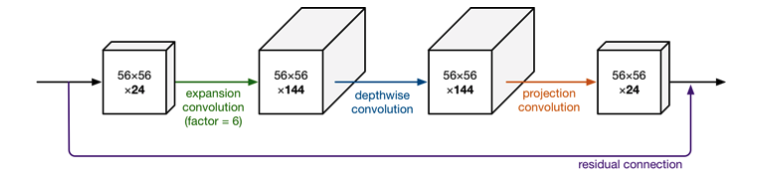 56×56
×24
expansion
convolution
(factor = 6)
56×56
×144
depthwise
convolution
56×56
×144
projection
convolution
56×56
×24
residual connection